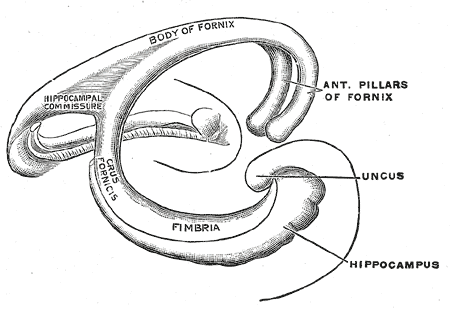 BODY OF FORNIX
ANT. PILLARS
OF FORNIX
HIPPOCAMPAL
COMMISSURE
CRUS
FORNICIS
UNCUS
FIMBRIA
HIPPOCAMPUS